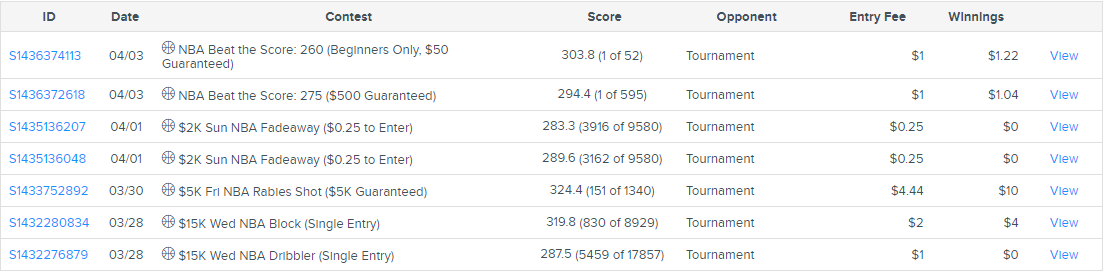 ID Date Contest Score Opponent Entry Fee Winnings
S1436374113 04/03 NBA Beat the Score: 260 (Beginners Only, $50 Guaranteed) 303.8 (1 of 52) Tournament $1 $1.22 View
S1436372618 04/03 NBA Beat the Score: 275 ($500 Guaranteed) 294.4 (1 of 595) Tournament $1 $1.04 View
S1435136207 04/01 $2K Sun NBA Fadeaway ($0.25 to Enter) 283.3 (3916 of 9580) Tournament $0.25 $0 View
S1435136048 04/01 $2K Sun NBA Fadeaway ($0.25 to Enter) 289.6 (3162 of 9580) Tournament $0.25 $0 View
S1433752892 03/30 $5K Fri NBA Rabies Shot ($5K Guaranteed) 324.4 (151 of 1340) Tournament $4.44 $10 View
S1432280834 03/28 $15K Wed NBA Block (Single Entry) 319.8 (830 of 8929) Tournament $2 $4 View
S1432276879 03/28 $15K Wed NBA Dribbler (Single Entry) 287.5 (5459 of 17857) Tournament $1 $0 View